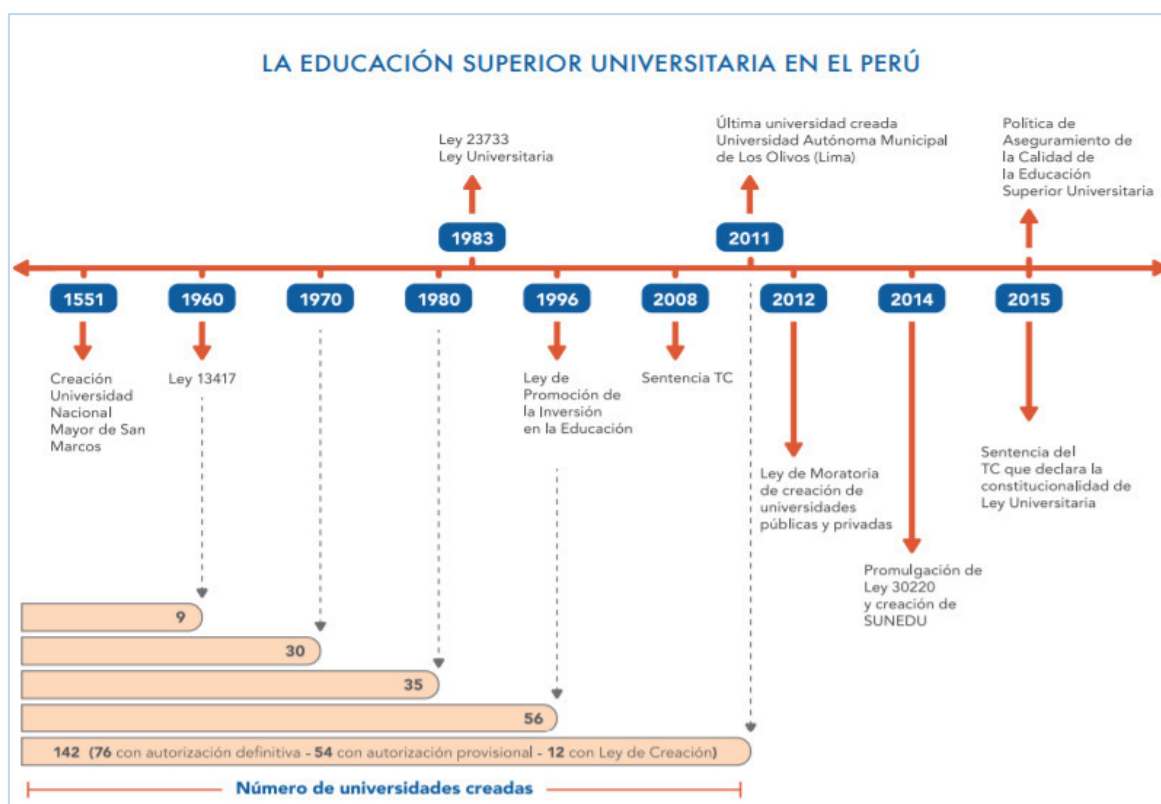 LA EDUCACIÓN SUPERIOR UNIVERSITARIA EN EL PERÚ
Ley 23733
Ley Universitaria
Última universidad creada
Universidad Autónoma Municipal
de Los Olivos (Lima)
Política de
Aseguramiento de
la Calidad de
la Educación
Superior Universitaria
1983
2011
1551
1960
1970
1980
1996
2008
2012
2014
2015
Creación
Universidad
Nacional
Mayor de San
Marcos
Ley 13417
Ley de
Promoción de
la Inversión
en la Educación
Sentencia TC
Ley de Moratoria
de creación de
universidades
públicas y privadas
Promulgación de
Ley 30220
y creación de
SUNEDU
Sentencia del
TC que declara la
constitucionalidad de
Ley Universitaria
9
30
35
56
142 (76 con autorización definitiva - 54 con autorización provisional - 12 con Ley de Creación)
Número de universidades creadas